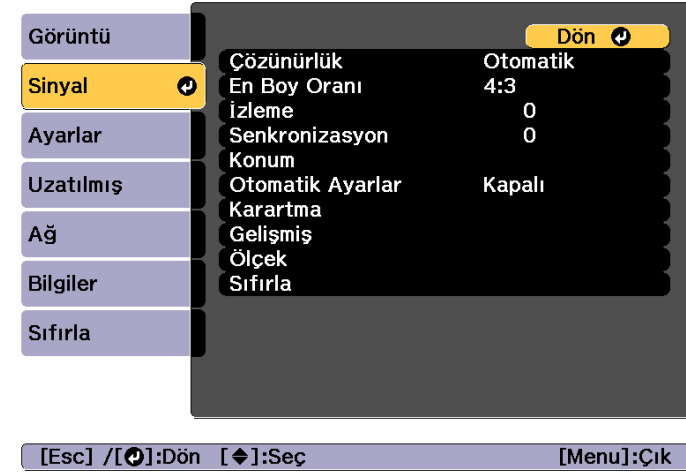 Görüntü
Sinyal
Ayarlar
Uzatılmış
Ağ
Bilgiler
Sıfırla
Dön
Çözünürlük Otomatik
En Boy Oranı 4:3
İzleme 0
Senkronizasyon 0
Konum
Otomatik Ayarlar Kapalı
Karartma
Gelişmiş
Ölçek
Sıfırla
[Esc] /[⏎]:Dön [◆]:Seç [Menu]:Çık